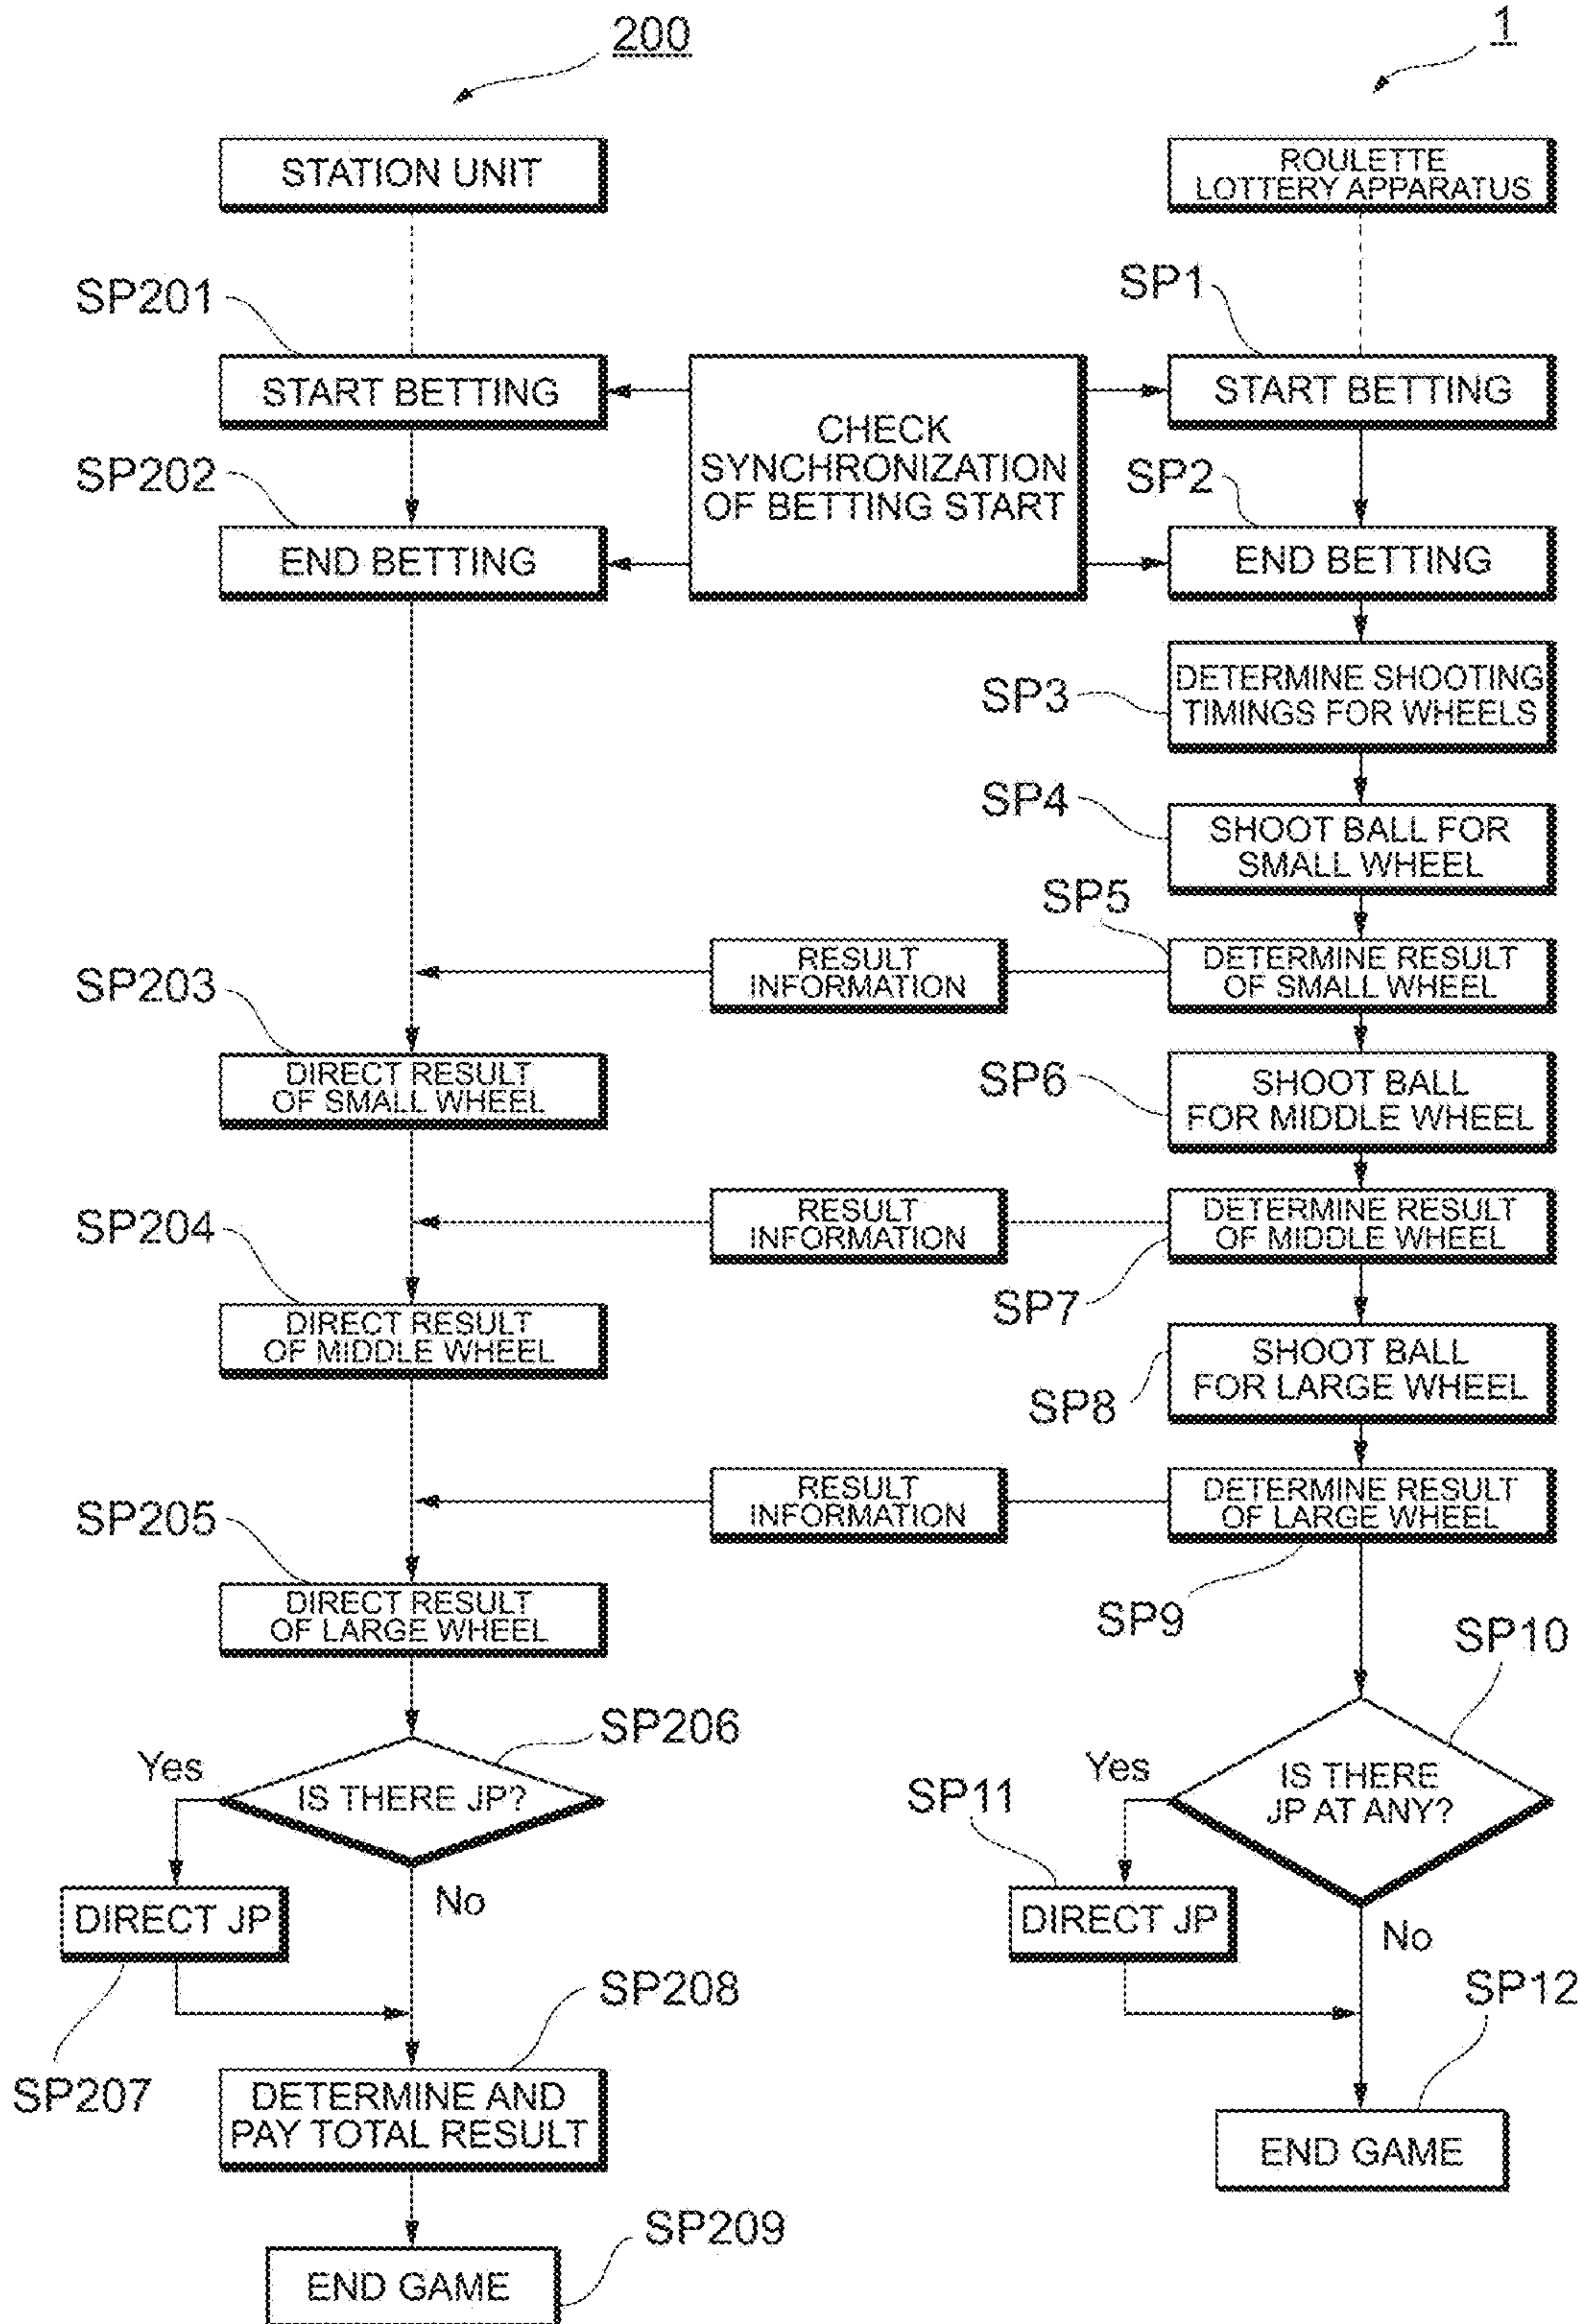 200
1
STATION UNIT
ROULETTE
LOTTERY APPARATUS
SP201
SP1
START BETTING
CHECK
SYNCHRONIZATION
OF BETTING START
START BETTING
SP202
SP2
END BETTING
END BETTING
SP3
DETERMINE SHOOTING
TIMINGS FOR WHEELS
SP4
SHOOT BALL FOR
SMALL WHEEL
SP5
RESULT
INFORMATION
DETERMINE RESULT
OF SMALL WHEEL
SP203
DIRECT RESULT
OF SMALL WHEEL
SP6
SHOOT BALL
FOR MIDDLE WHEEL
SP204
RESULT
INFORMATION
DETERMINE RESULT
OF MIDDLE WHEEL
SP7
DIRECT RESULT
OF MIDDLE WHEEL
SHOOT BALL
FOR LARGE WHEEL
SP8
SP205
RESULT
INFORMATION
DETERMINE RESULT
OF LARGE WHEEL
DIRECT RESULT
OF LARGE WHEEL
SP9
SP10
SP206
Yes
IS THERE JP?
SP11
Yes
IS THERE
JP AT ANY?
No
DIRECT JP
DIRECT JP
No
SP207
SP208
SP12
DETERMINE AND
PAY TOTAL RESULT
END GAME
SP209
END GAME